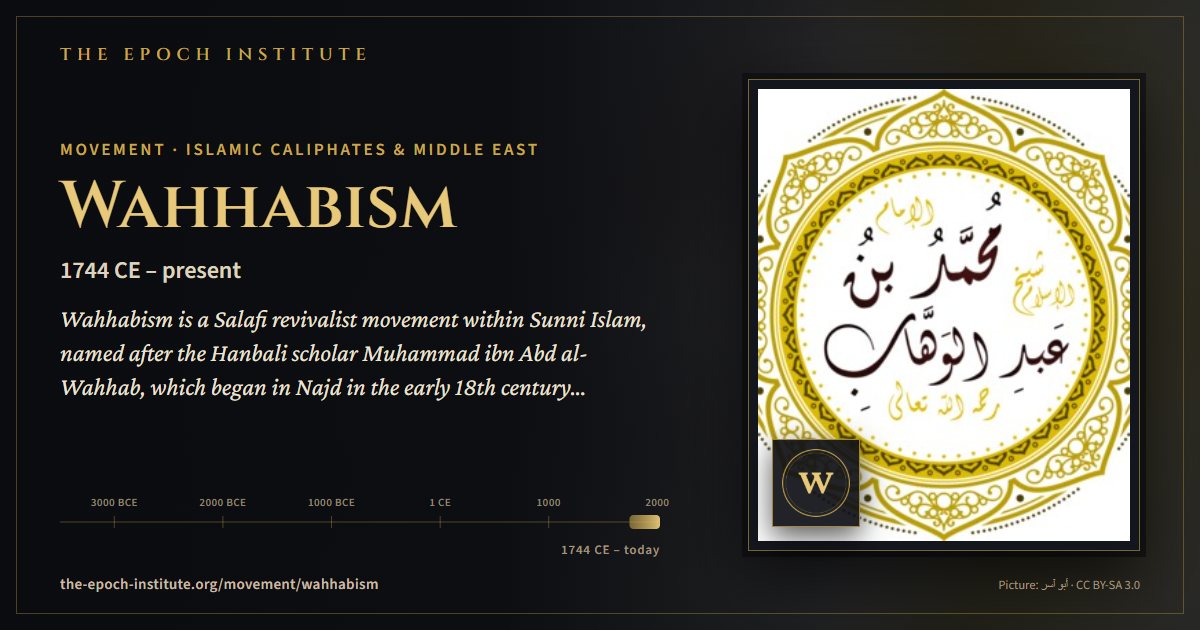 THE EPOCH INSTITUTE
MOVEMENT · ISLAMIC CALIPHATES & MIDDLE EAST
WAHHABISM
1744 CE – present
Wahhabism is a Salafi revivalist movement within Sunni Islam,
named after the Hanbali scholar Muhammad ibn Abd al-
Wahhab, which began in Najd in the early 18th century...
الإمام
مُحمَّدُ بنُ
شيخ
الإسلام
عَبدِ الوَهَّابِ
رحمه الله تعالى
W
3000 BCE 2000 BCE 1000 BCE 1 CE 1000 2000
1744 CE – today
the-epoch-institute.org/movement/wahhabism
Picture: أبو آسر · CC BY-SA 3.0